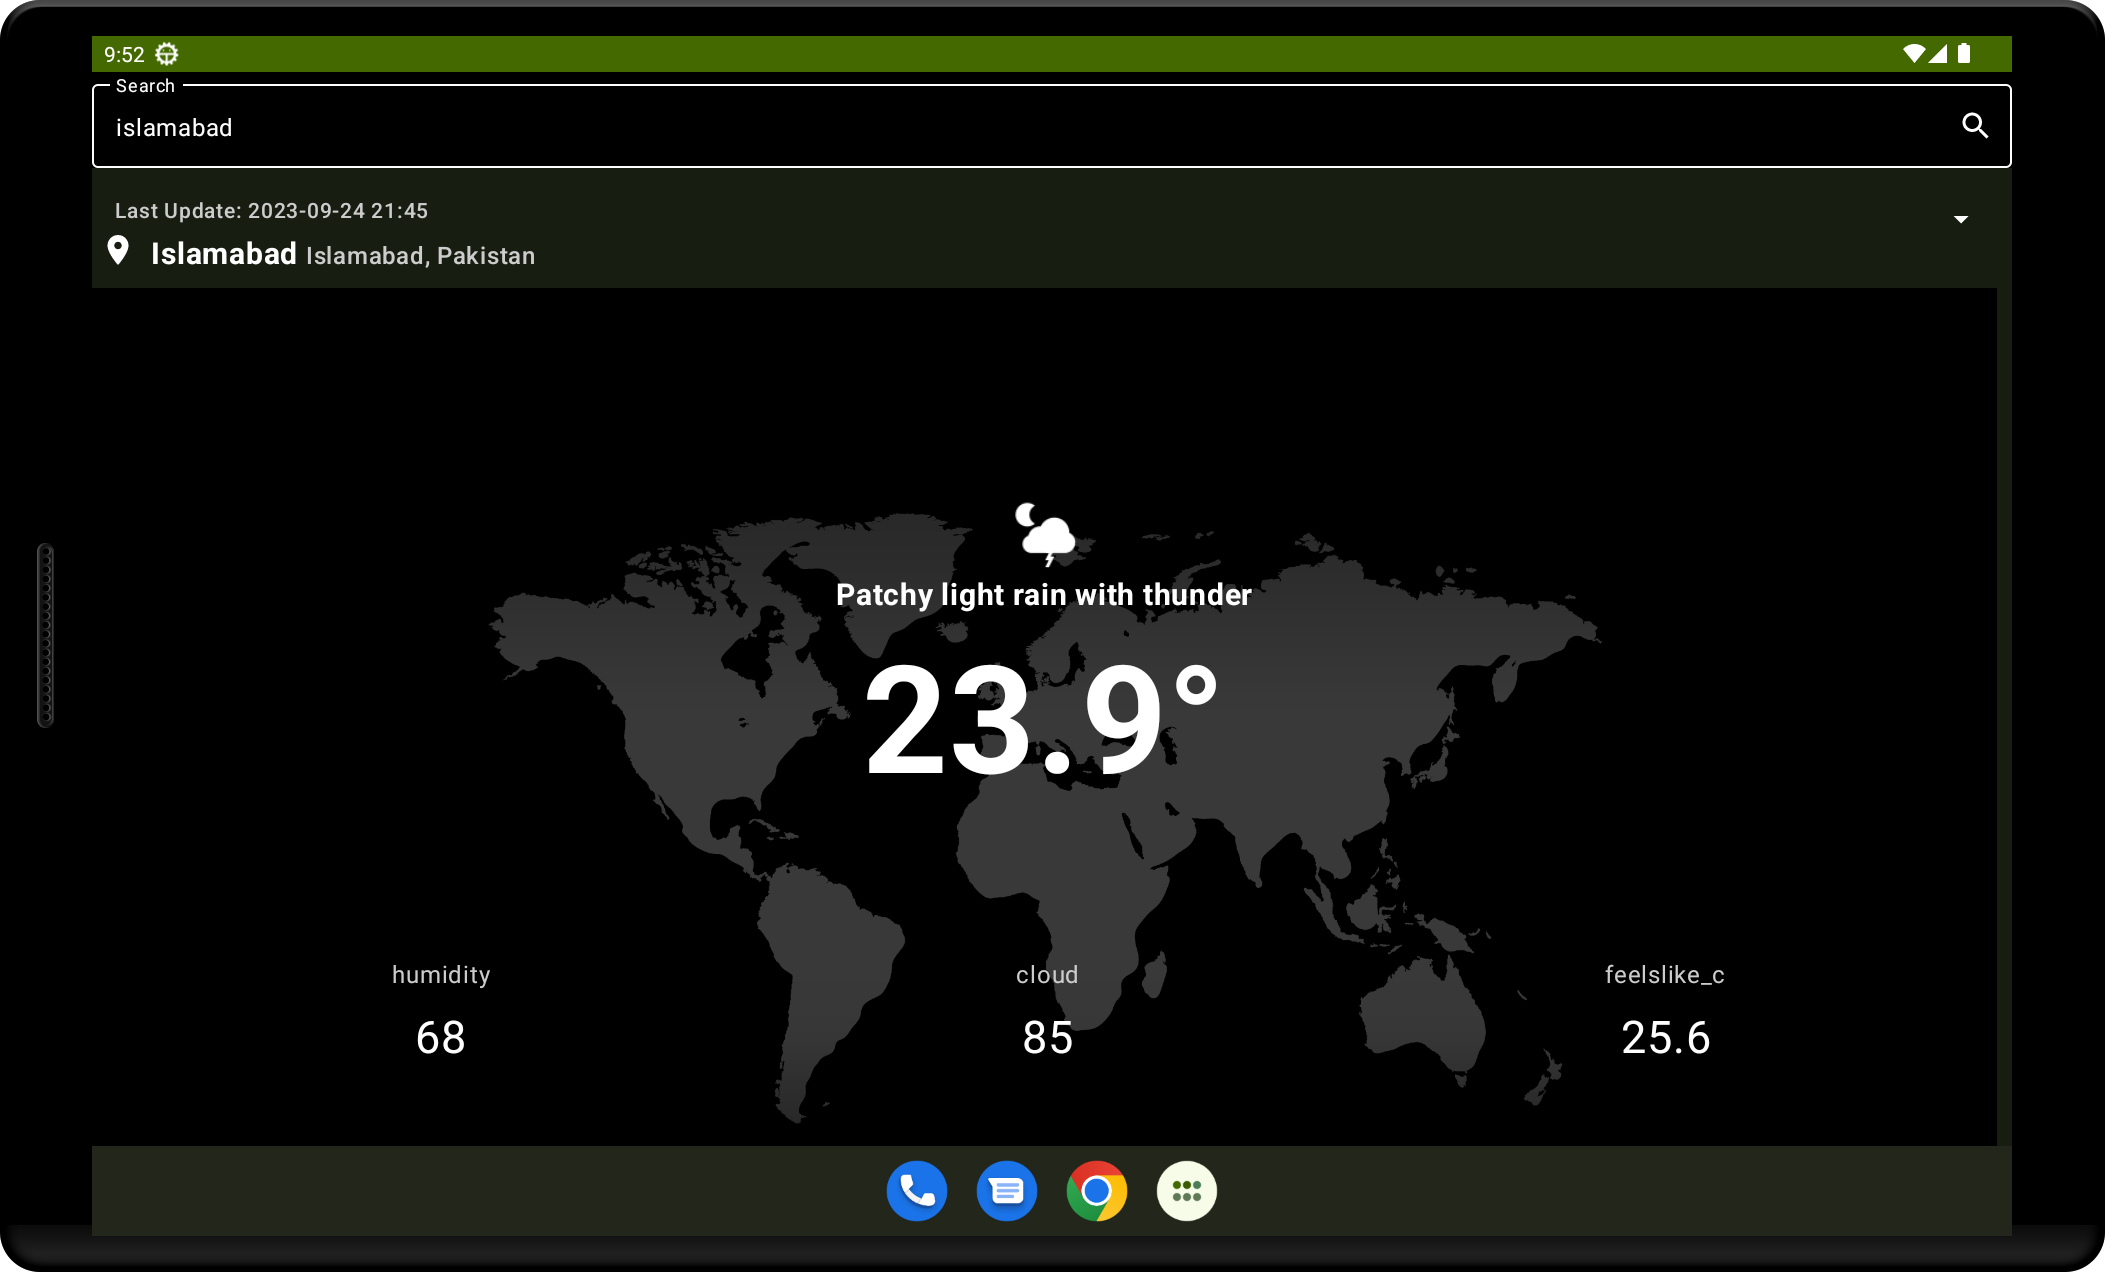 9:52
Search
islamabad
Last Update: 2023-09-24 21:45
Islamabad Islamabad, Pakistan
Patchy light rain with thunder
23.9°
humidity cloud feelslike_c
68 85 25.6